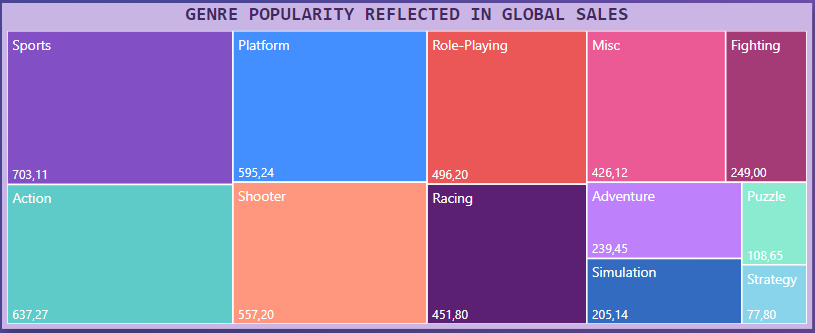 GENRE POPULARITY REFLECTED IN GLOBAL SALES
Sports
703,11
Action
637,27
Platform
595,24
Shooter
557,20
Role-Playing
496,20
Racing
451,80
Misc
426,12
Fighting
249,00
Adventure
239,45
Simulation
205,14
Puzzle
108,65
Strategy
77,80